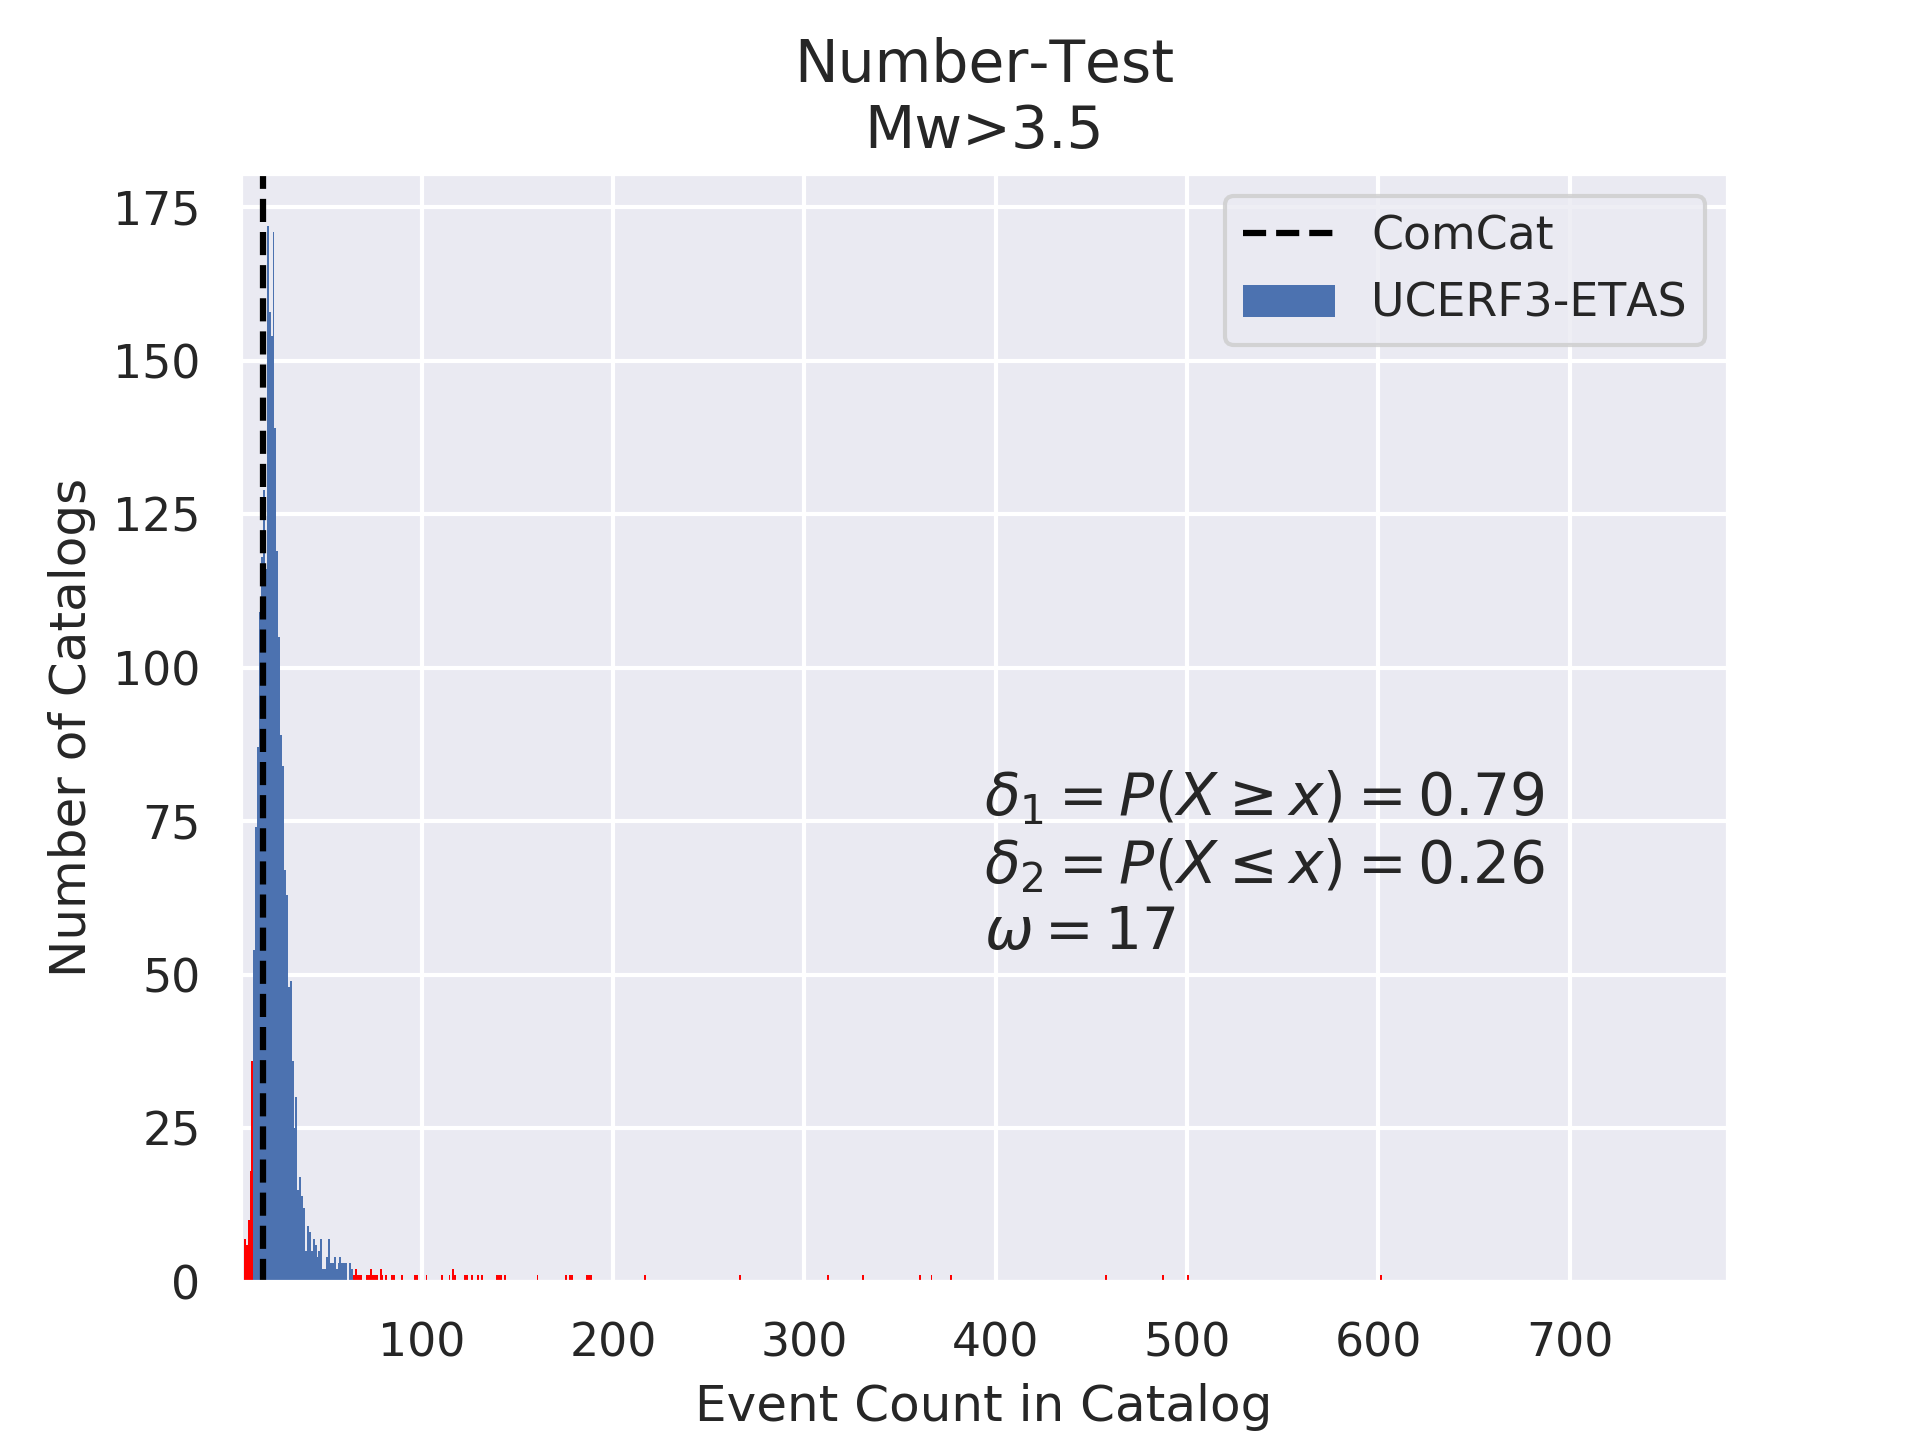 Number-Test
Mw>3.5
175
150
125
100
75
50
25
0
Number of Catalogs
ComCat
UCERF3-ETAS
δ₁ = P(X ≥ x) = 0.79
δ₂ = P(X ≤ x) = 0.26
ω = 17
100 200 300 400 500 600 700
Event Count in Catalog